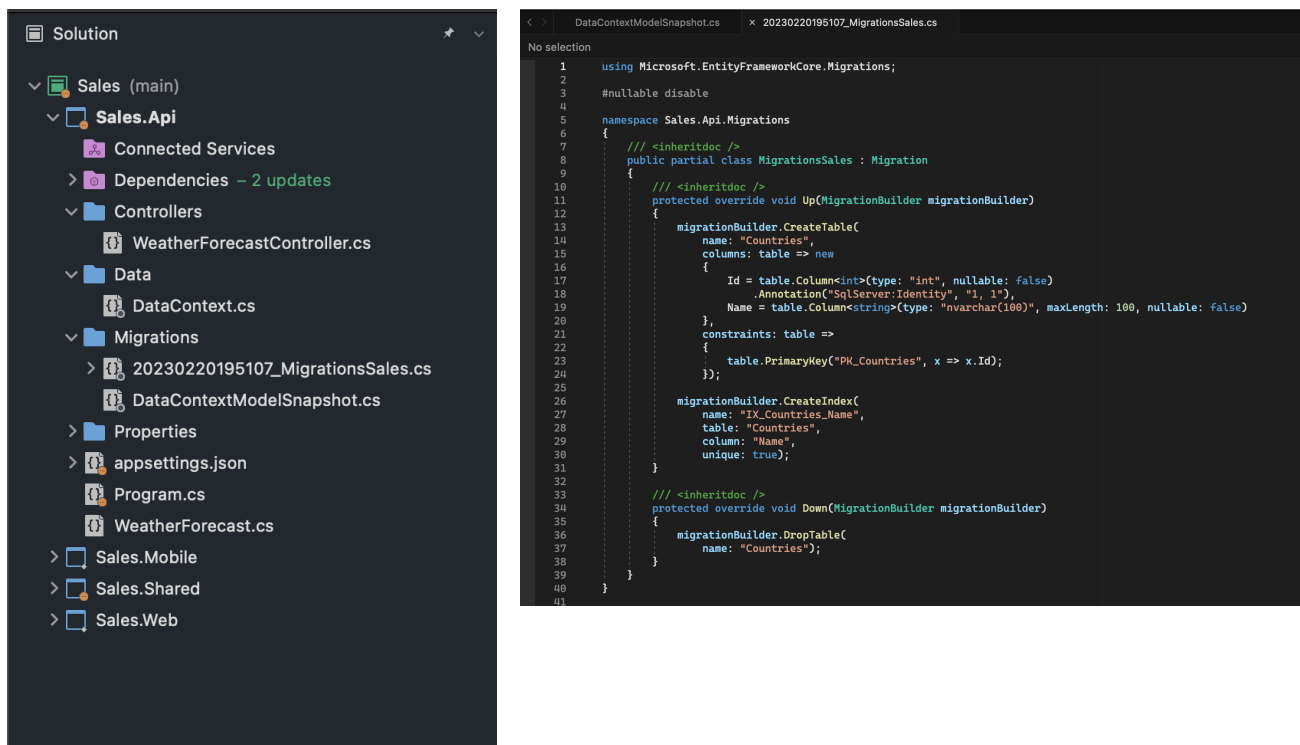 Solution
Sales (main)
Sales.Api
Connected Services
Dependencies – 2 updates
Controllers
WeatherForecastController.cs
Data
DataContext.cs
Migrations
20230220195107_MigrationsSales.cs
DataContextModelSnapshot.cs
Properties
appsettings.json
Program.cs
WeatherForecast.cs
Sales.Mobile
Sales.Shared
Sales.Web
DataContextModelSnapshot.cs × 20230220195107_MigrationsSales.cs
No selection
1 using Microsoft.EntityFrameworkCore.Migrations;
2
3 #nullable disable
4
5 namespace Sales.Api.Migrations
6 {
7 /// <inheritdoc />
8 public partial class MigrationsSales : Migration
9 {
10 /// <inheritdoc />
11 protected override void Up(MigrationBuilder migrationBuilder)
12 {
13 migrationBuilder.CreateTable(
14 name: "Countries",
15 columns: table => new
16 {
17 Id = table.Column<int>(type: "int", nullable: false)
18 .Annotation("SqlServer:Identity", "1, 1"),
19 Name = table.Column<string>(type: "nvarchar(100)", maxLength: 100, nullable: false)
20 },
21 constraints: table =>
22 {
23 table.PrimaryKey("PK_Countries", x => x.Id);
24 });
25
26 migrationBuilder.CreateIndex(
27 name: "IX_Countries_Name",
28 table: "Countries",
29 column: "Name",
30 unique: true);
31 }
32
33 /// <inheritdoc />
34 protected override void Down(MigrationBuilder migrationBuilder)
35 {
36 migrationBuilder.DropTable(
37 name: "Countries");
38 }
39 }
40 }
41